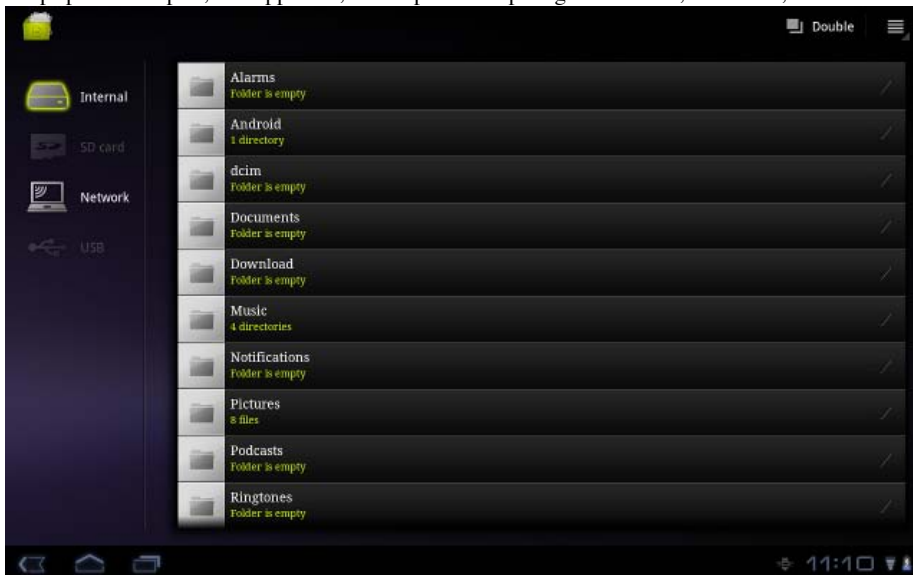 Double
Internal
SD card
Network
USB
Alarms
Folder is empty
Android
1 directory
dcim
Folder is empty
Documents
Folder is empty
Download
Folder is empty
Music
4 directories
Notifications
Folder is empty
Pictures
8 files
Podcasts
Folder is empty
Ringtones
Folder is empty
11:10